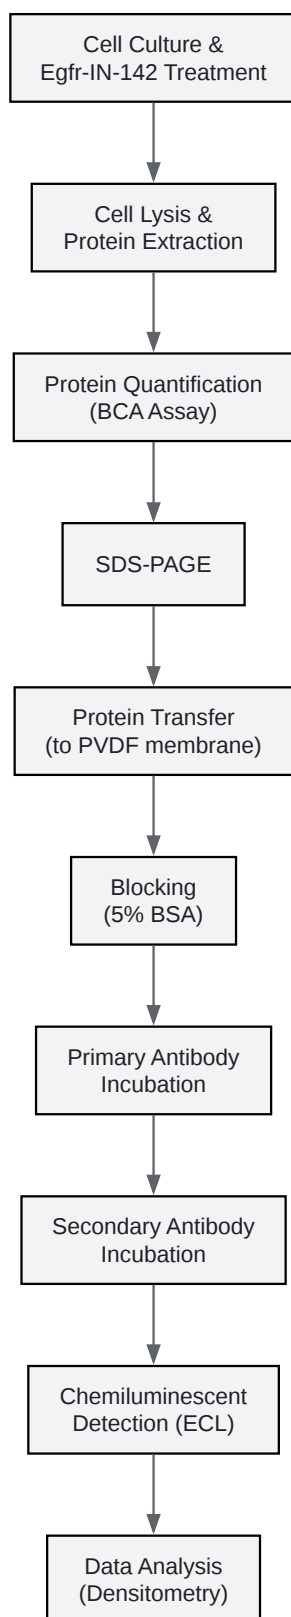 Cell Culture &
Egfr-IN-142 Treatment
Cell Lysis &
Protein Extraction
Protein Quantification
(BCA Assay)
SDS-PAGE
Protein Transfer
(to PVDF membrane)
Blocking
(5% BSA)
Primary Antibody
Incubation
Secondary Antibody
Incubation
Chemiluminescent
Detection (ECL)
Data Analysis
(Densitometry)